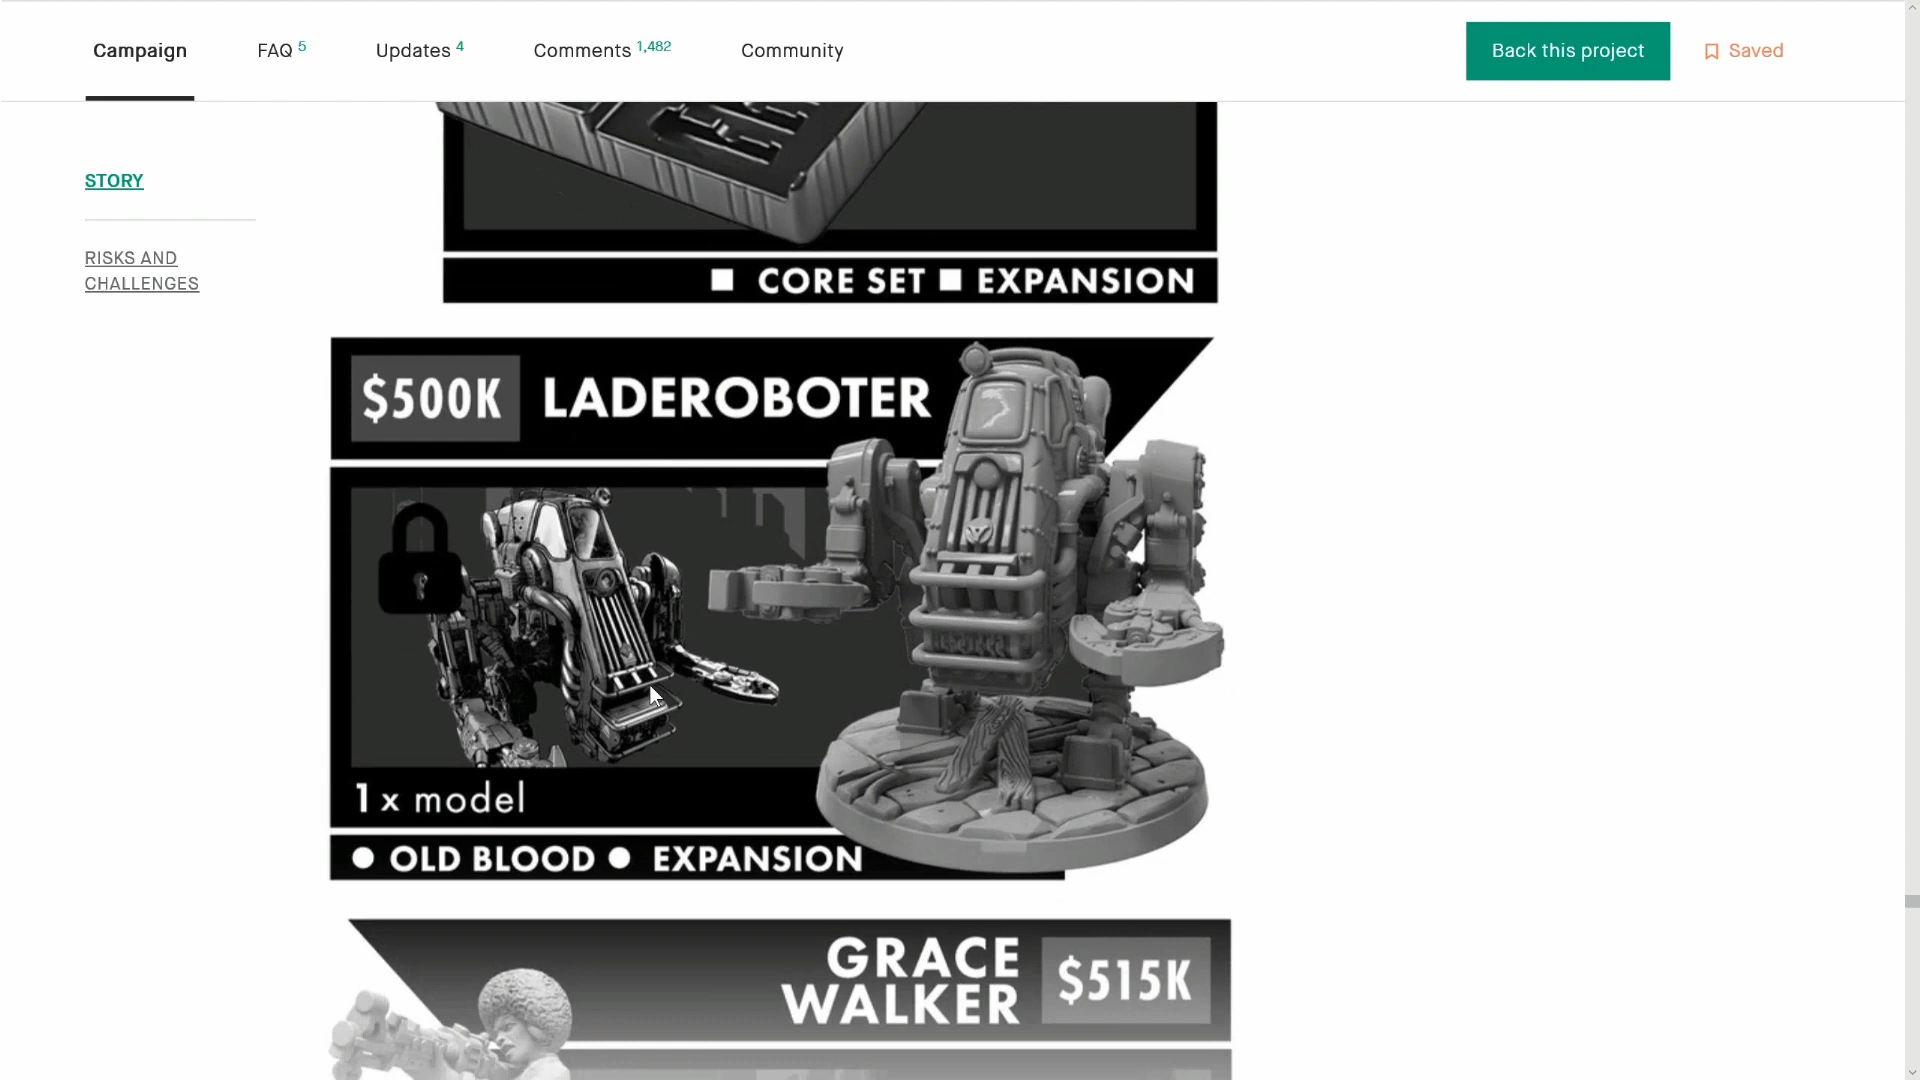 Campaign
FAQ 5
Updates 4
Comments 1,482
Community
Back this project
Saved
STORY
RISKS AND
CHALLENGES
CORE SET EXPANSION
$500K LADEROBOTER
1 x model
OLD BLOOD EXPANSION
GRACE
WALKER
$515K